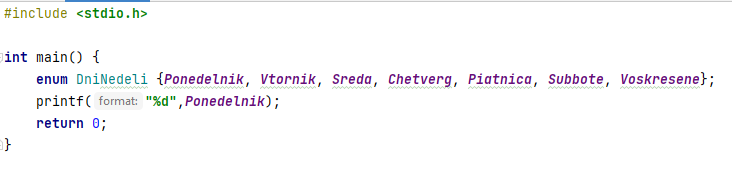 #include <stdio.h>
int main() {
enum DniNedeli {Ponedelnik, Vtornik, Sreda, Chetverg, Piatnica, Subbote, Voskresene};
printf( format: "%d",Ponedelnik);
return 0;
}